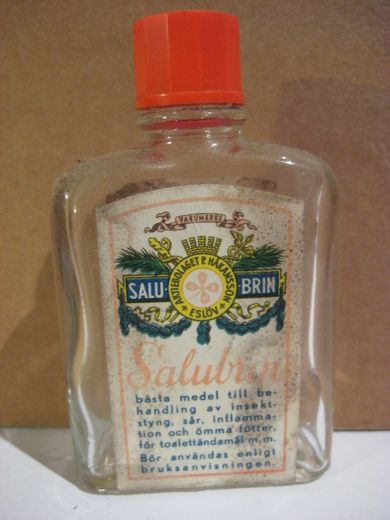 VARUMÄRKE
AKTIEBOLAGET P. HÅKANSSON
SALU-BRIN
ESLÖV
Salubrin
bästa medel till be-
handling av insekt-
styng, sår, inflamma-
tion och ömma fötter,
för toalettändamål m.m.
Bör användas enligt
bruksanvisningen.